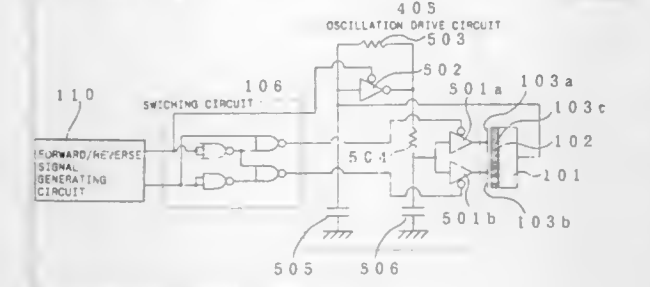 405
OSCILLATION DRIVE CIRCUIT
503
502
106
110
SWICHING CIRCUIT
501a
103a
103c
102
101
FORWARD/REVERSE
SIGNAL
GENERATING
CIRCUIT
504
501b
103b
505
506